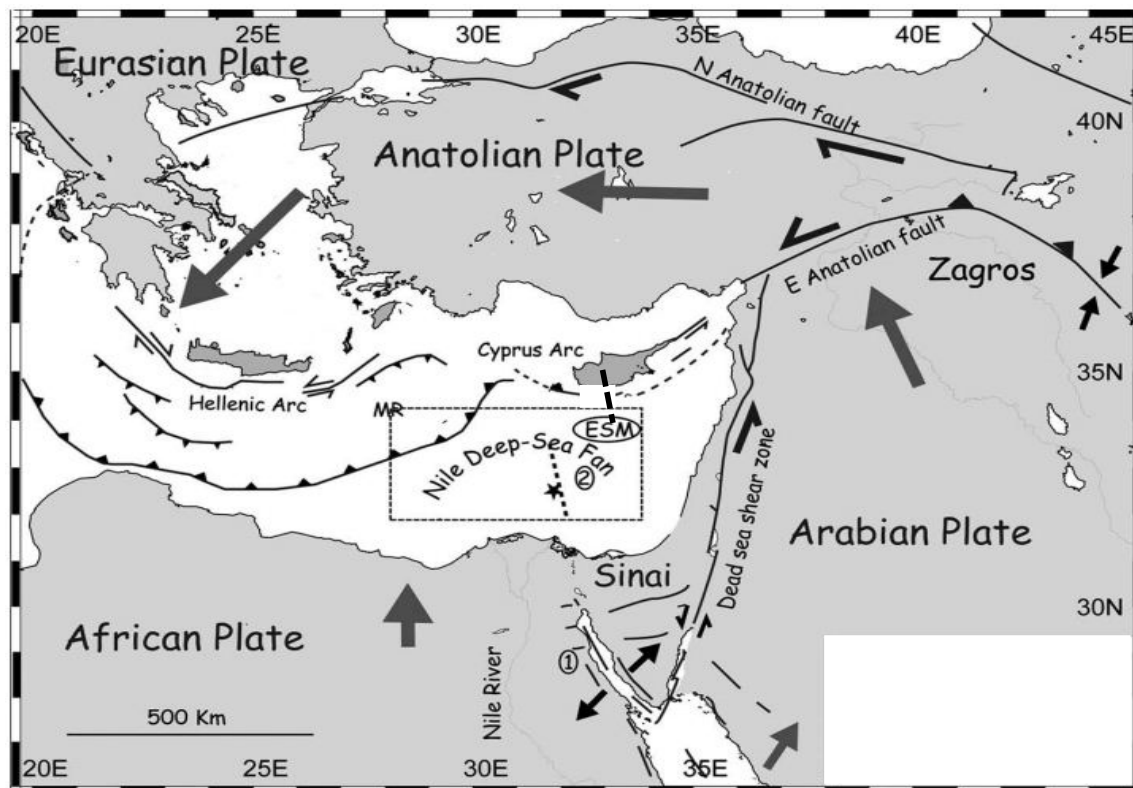 20E 25E 30E 35E 40E 45E
Eurasian Plate
N Anatolian fault
40N
Anatolian Plate
E Anatolian fault
Zagros
Cyprus Arc
35N
Hellenic Arc
MR
ESM
Nile Deep-Sea Fan
②
Dead sea shear zone
Arabian Plate
Sinai
30N
African Plate
①
Nile River
500 Km
20E 25E 30E 35E